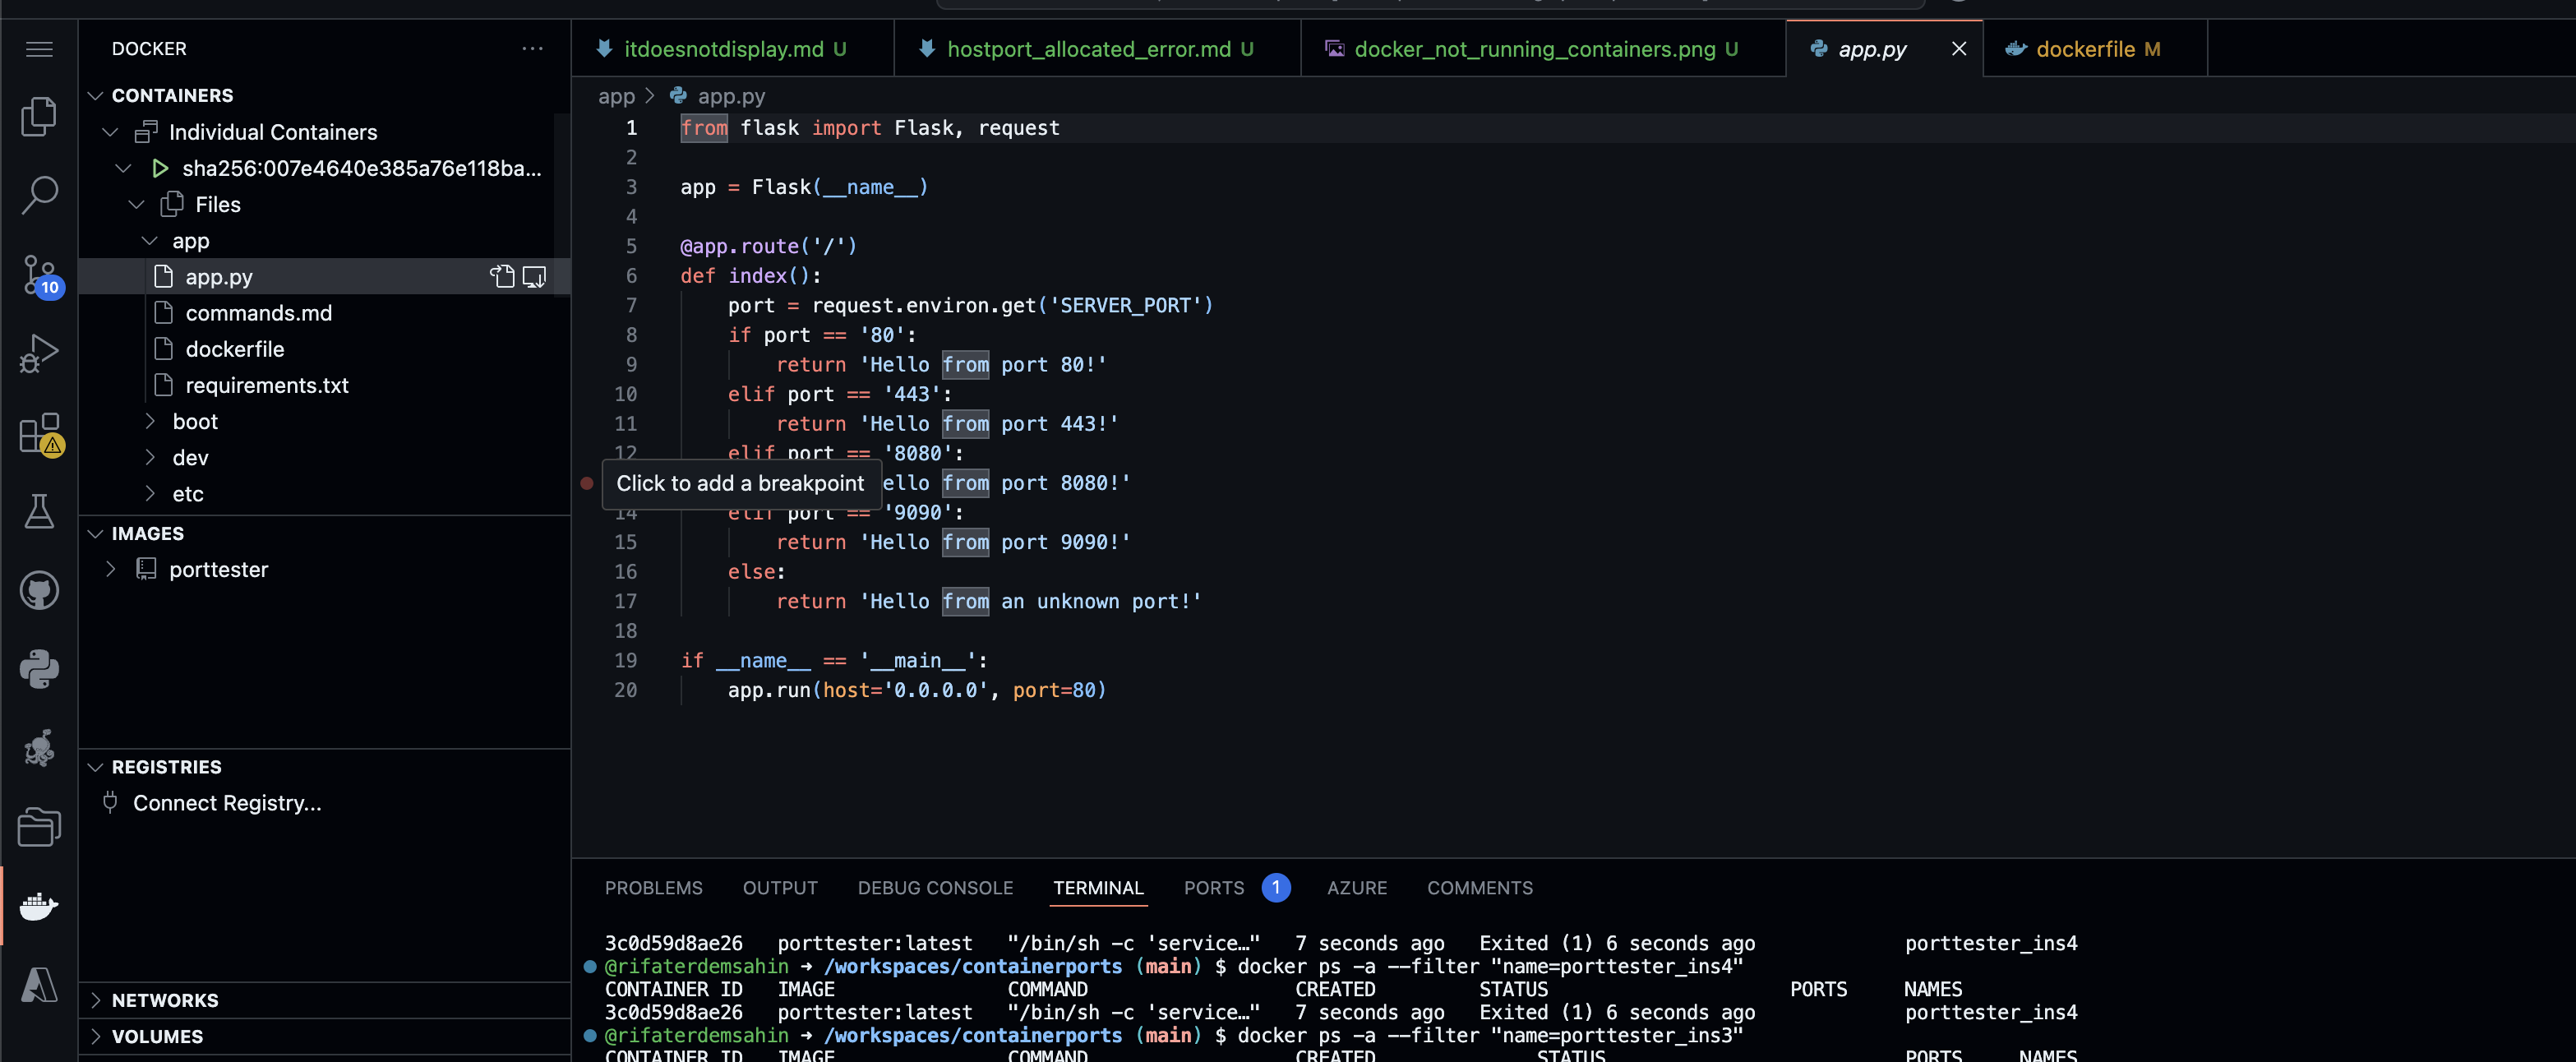 DOCKER
CONTAINERS
Individual Containers
sha256:007e4640e385a76e118ba...
Files
app
app.py
commands.md
dockerfile
requirements.txt
boot
dev
etc
IMAGES
porttester
REGISTRIES
Connect Registry...
NETWORKS
VOLUMES
10
itdoesnotdisplay.md U
hostport_allocated_error.md U
docker_not_running_containers.png U
app.py
dockerfile M
app > app.py
1 from flask import Flask, request
2
3 app = Flask(__name__)
4
5 @app.route('/')
6 def index():
7 port = request.environ.get('SERVER_PORT')
8 if port == '80':
9 return 'Hello from port 80!'
10 elif port == '443':
11 return 'Hello from port 443!'
12 elif port == '8080':
Click to add a breakpoint
ello from port 8080!'
14 elif port == '9090':
15 return 'Hello from port 9090!'
16 else:
17 return 'Hello from an unknown port!'
18
19 if __name__ == '__main__':
20 app.run(host='0.0.0.0', port=80)
PROBLEMS OUTPUT DEBUG CONSOLE TERMINAL PORTS 1 AZURE COMMENTS
3c0d59d8ae26 porttester:latest "/bin/sh -c 'service…" 7 seconds ago Exited (1) 6 seconds ago porttester_ins4
@rifaterdemsahin ➜ /workspaces/containerports (main) $ docker ps -a --filter "name=porttester_ins4"
CONTAINER ID IMAGE COMMAND CREATED STATUS PORTS NAMES
3c0d59d8ae26 porttester:latest "/bin/sh -c 'service…" 7 seconds ago Exited (1) 6 seconds ago porttester_ins4
@rifaterdemsahin ➜ /workspaces/containerports (main) $ docker ps -a --filter "name=porttester_ins3"
CONTAINER ID IMAGE COMMAND CREATED STATUS PORTS NAMES